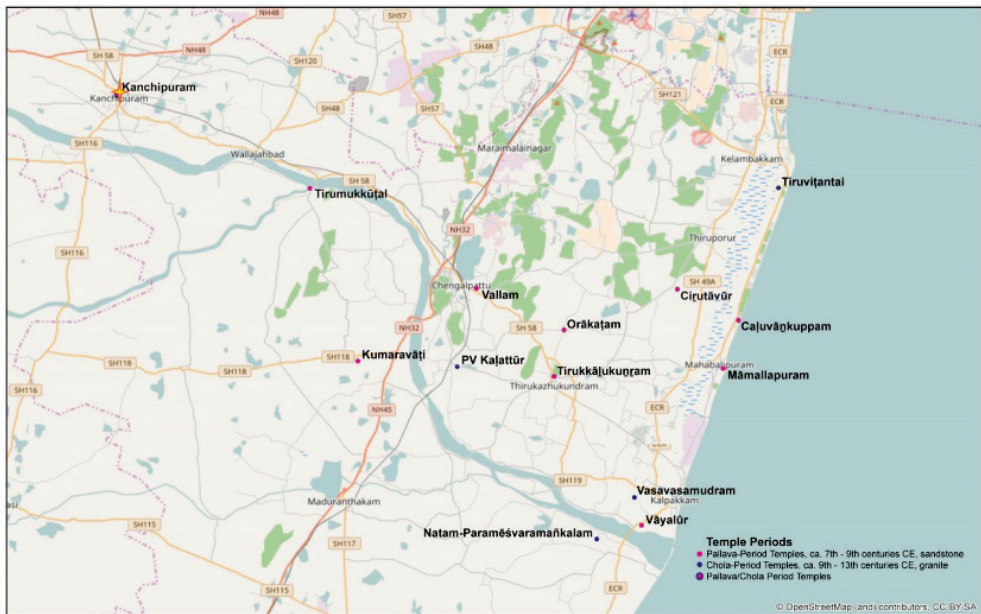 SH57
NH48
SH 58
SH120
SH48
ECR
NH48
Kanchipuram
Kanchipuram
SH48
SH57
SH121
ECR
SH116
Wallajahbad
Maraimalainagar
Kelambakkam
SH 58
Tirumukkūṭal
Tiruviṭantai
NH32
Thiruporur
SH116
Chengalpattu
Vallam
SH 49A
Ciṟutāvūr
NH32
SH 58
Orākaṭam
Caḷuvāṉkuppam
SH118
SH118
SH118
Kumaravāṭi
PV Kaḷattūr
Tirukkāḻukuṉṟam
Thirukazhukundram
Mahabalipuram
Māmallapuram
SH116
NH45
ECR
SH119
Vasavasamudram
Kalpakkam
Maduranthakam
SH115
SH117
Natam-Paramēśvaramaṅkalam
Vāyalūr
SH115
ECR
Temple Periods
Pallava-Period Temples, ca. 7th - 9th centuries CE, sandstone
Chola-Period Temples, ca. 9th - 13th centuries CE, granite
Pallava/Chola Period Temples
© OpenStreetMap (and) contributors, CC-BY-SA